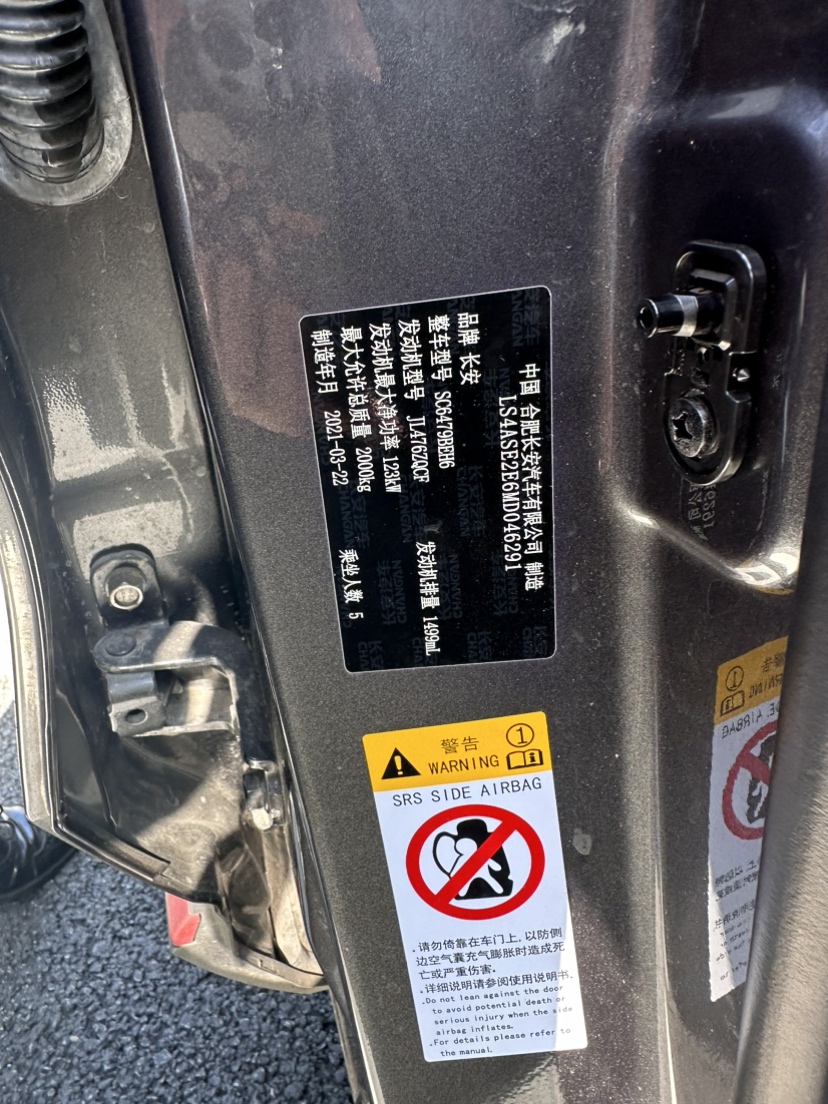 中国 合肥长安汽车有限公司 制造
LS4ASE2E6MD046291
品牌 长安
整车型号 SC6479BEH6
发动机型号 JL476ZQCF 发动机排量 1499mL
发动机最大净功率 123kW
最大允许总质量 2000kg 乘坐人数 5
制造年月 2021-03-22
警告
WARNING
1
SRS SIDE AIRBAG
.请勿倚靠在车门上,以防侧
边空气囊充气膨胀时造成死
亡或严重伤害.
.详细说明请参阅使用说明书.
.Do not lean against the door
to avoid potential death or
serious injury when the side
airbag inflates.
.For details please refer to
the manual.